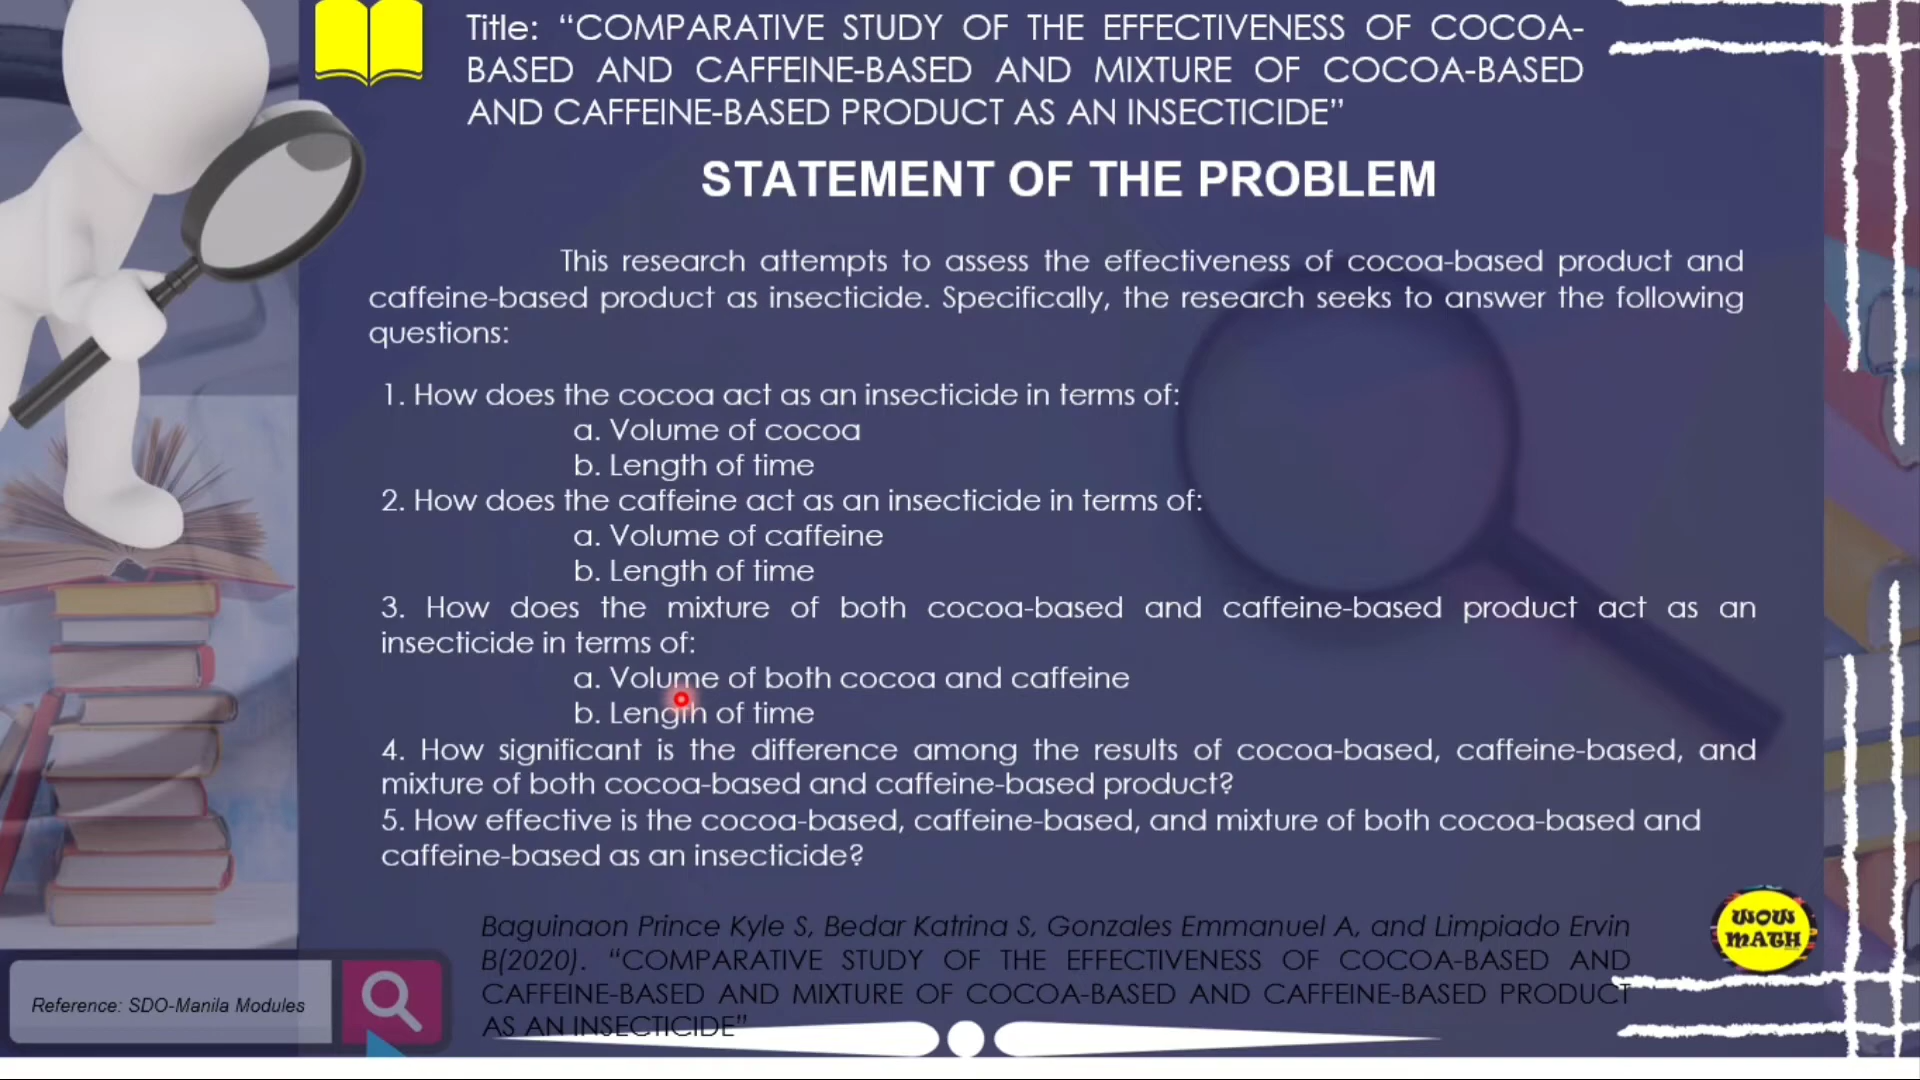 Title: “COMPARATIVE STUDY OF THE EFFECTIVENESS OF COCOA-
BASED AND CAFFEINE-BASED AND MIXTURE OF COCOA-BASED
AND CAFFEINE-BASED PRODUCT AS AN INSECTICIDE”
STATEMENT OF THE PROBLEM
This research attempts to assess the effectiveness of cocoa-based product and
caffeine-based product as insecticide. Specifically, the research seeks to answer the following
questions:
1. How does the cocoa act as an insecticide in terms of:
a. Volume of cocoa
b. Length of time
2. How does the caffeine act as an insecticide in terms of:
a. Volume of caffeine
b. Length of time
3. How does the mixture of both cocoa-based and caffeine-based product act as an
insecticide in terms of:
a. Volume of both cocoa and caffeine
b. Length of time
4. How significant is the difference among the results of cocoa-based, caffeine-based, and
mixture of both cocoa-based and caffeine-based product?
5. How effective is the cocoa-based, caffeine-based, and mixture of both cocoa-based and
caffeine-based as an insecticide?
Baguinaon Prince Kyle S, Bedar Katrina S, Gonzales Emmanuel A, and Limpiado Ervin
B(2020). “COMPARATIVE STUDY OF THE EFFECTIVENESS OF COCOA-BASED AND
CAFFEINE-BASED AND MIXTURE OF COCOA-BASED AND CAFFEINE-BASED PRODUCT
AS AN INSECTICIDE”
WOW
MATH
Reference: SDO-Manila Modules